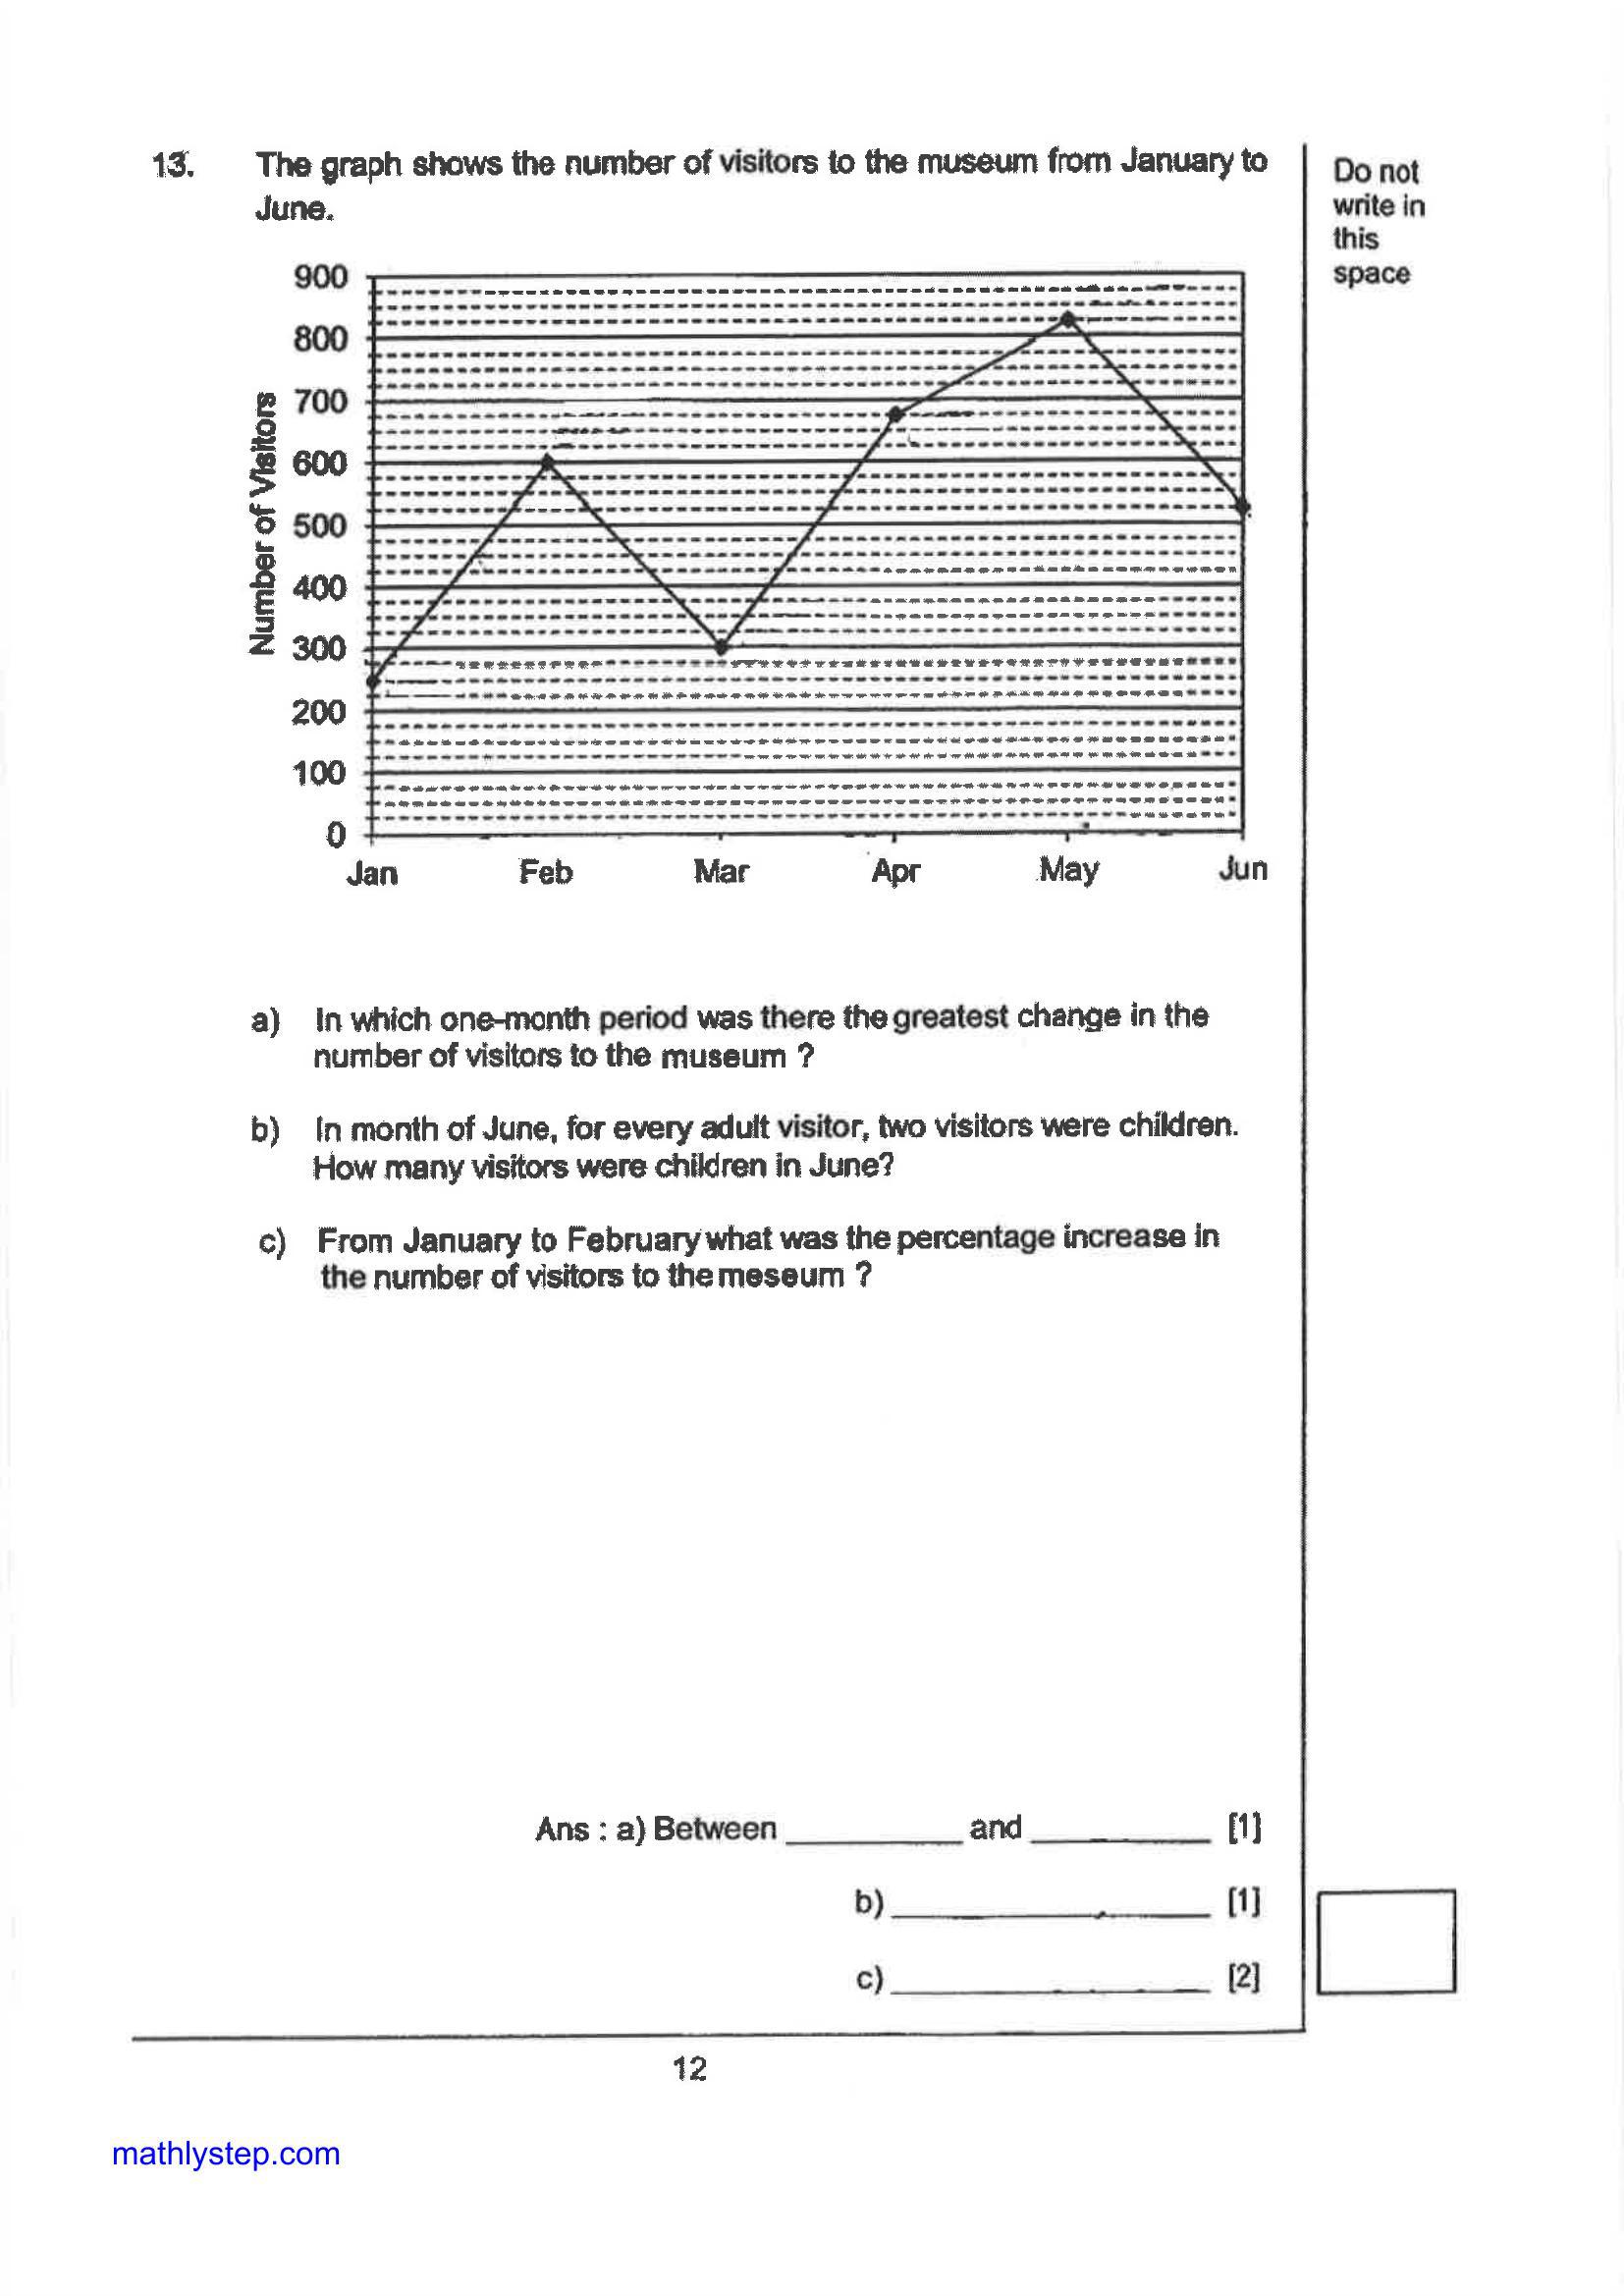 13. The graph shows the number of visitors to the museum from January to
June.
Do not
write in
this
space
Number of Visitors
900
800
700
600
500
400
300
200
100
0
Jan Feb Mar Apr May Jun
a) In which one-month period was there the greatest change in the
number of visitors to the museum ?
b) In month of June, for every adult visitor, two visitors were children.
How many visitors were children in June?
c) From January to February what was the percentage increase in
the number of visitors to the meseum ?
Ans : a) Between ________ and ________ [1]
b) ________ [1]
c) ________ [2]
12
mathlystep.com